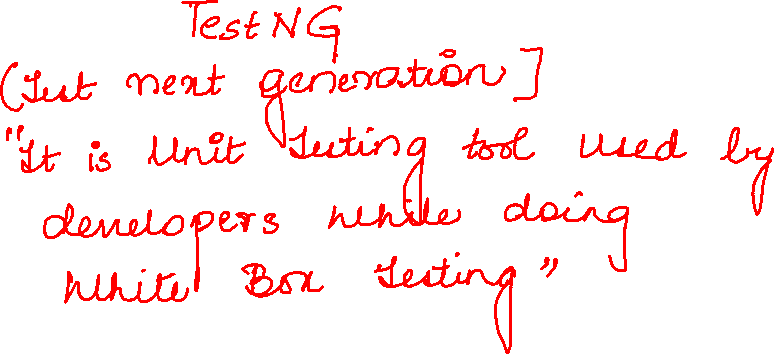 TestNG
(Test next generation]
"It is Unit Testing tool used by
developers while doing
White Box Testing"